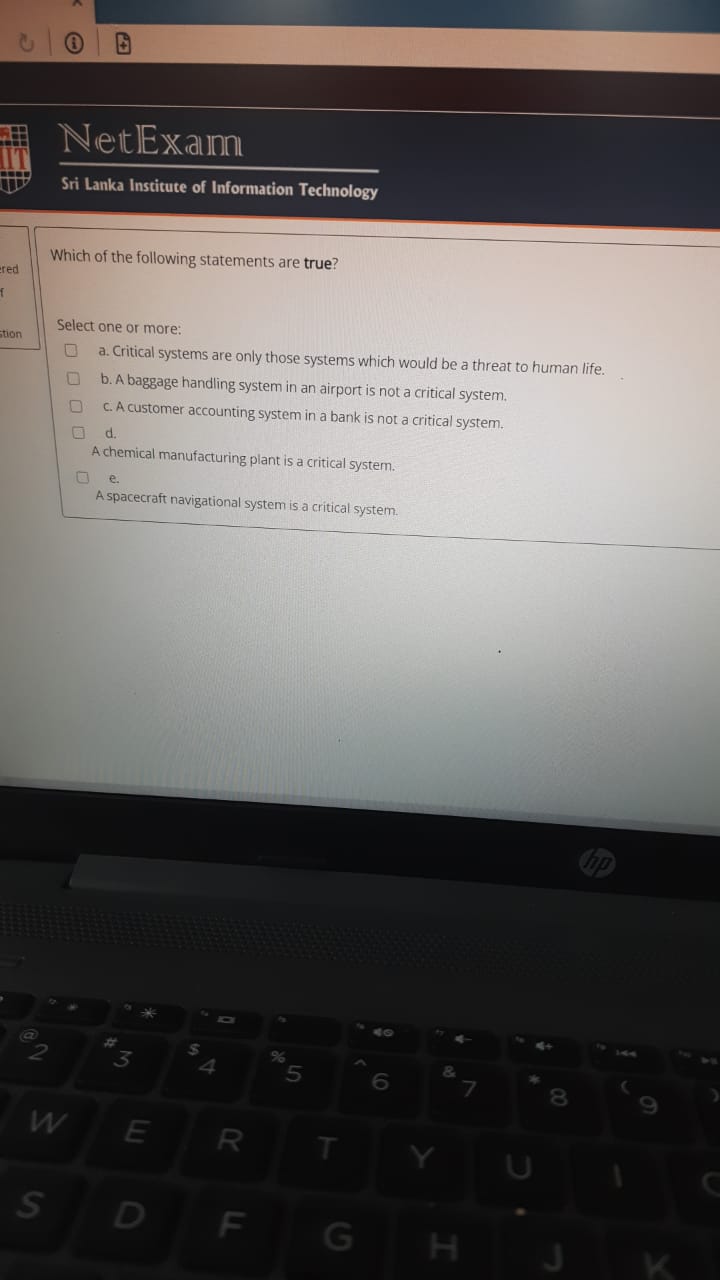 NetExam
IIT
Sri Lanka Institute of Information Technology
Which of the following statements are true?
ered
f
stion
Select one or more:
a. Critical systems are only those systems which would be a threat to human life.
b. A baggage handling system in an airport is not a critical system.
c. A customer accounting system in a bank is not a critical system.
d.
A chemical manufacturing plant is a critical system.
e.
A spacecraft navigational system is a critical system.
hp
@ # $ % ^ & * (
2 3 4 5 6 7 8 9
W E R T Y U I
S D F G H J K